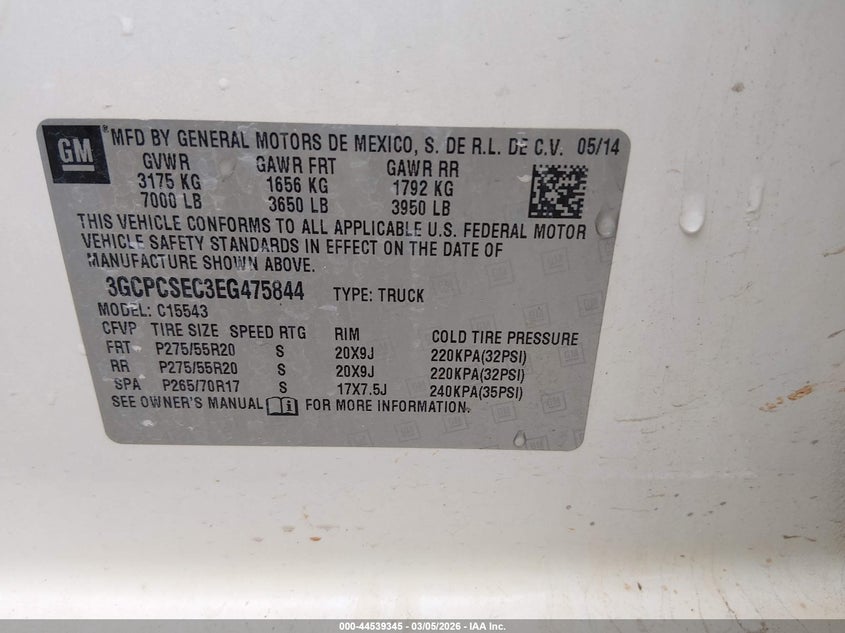 GM ® MFD BY GENERAL MOTORS DE MEXICO, S. DE R.L. DE C.V. 05/14
GVWR GAWR FRT GAWR RR
3175 KG 1656 KG 1792 KG
7000 LB 3650 LB 3950 LB
THIS VEHICLE CONFORMS TO ALL APPLICABLE U.S. FEDERAL MOTOR
VEHICLE SAFETY STANDARDS IN EFFECT ON THE DATE OF
MANUFACTURE SHOWN ABOVE.
3GCPCSEC3EG475844 TYPE: TRUCK
MODEL: C15543
CFVP TIRE SIZE SPEED RTG RIM COLD TIRE PRESSURE
FRT P275/55R20 S 20X9J 220KPA(32PSI)
RR P275/55R20 S 20X9J 220KPA(32PSI)
SPA P265/70R17 S 17X7.5J 240KPA(35PSI)
SEE OWNER'S MANUAL FOR MORE INFORMATION.
000-44539345 - 03/05/2026 - IAA Inc.